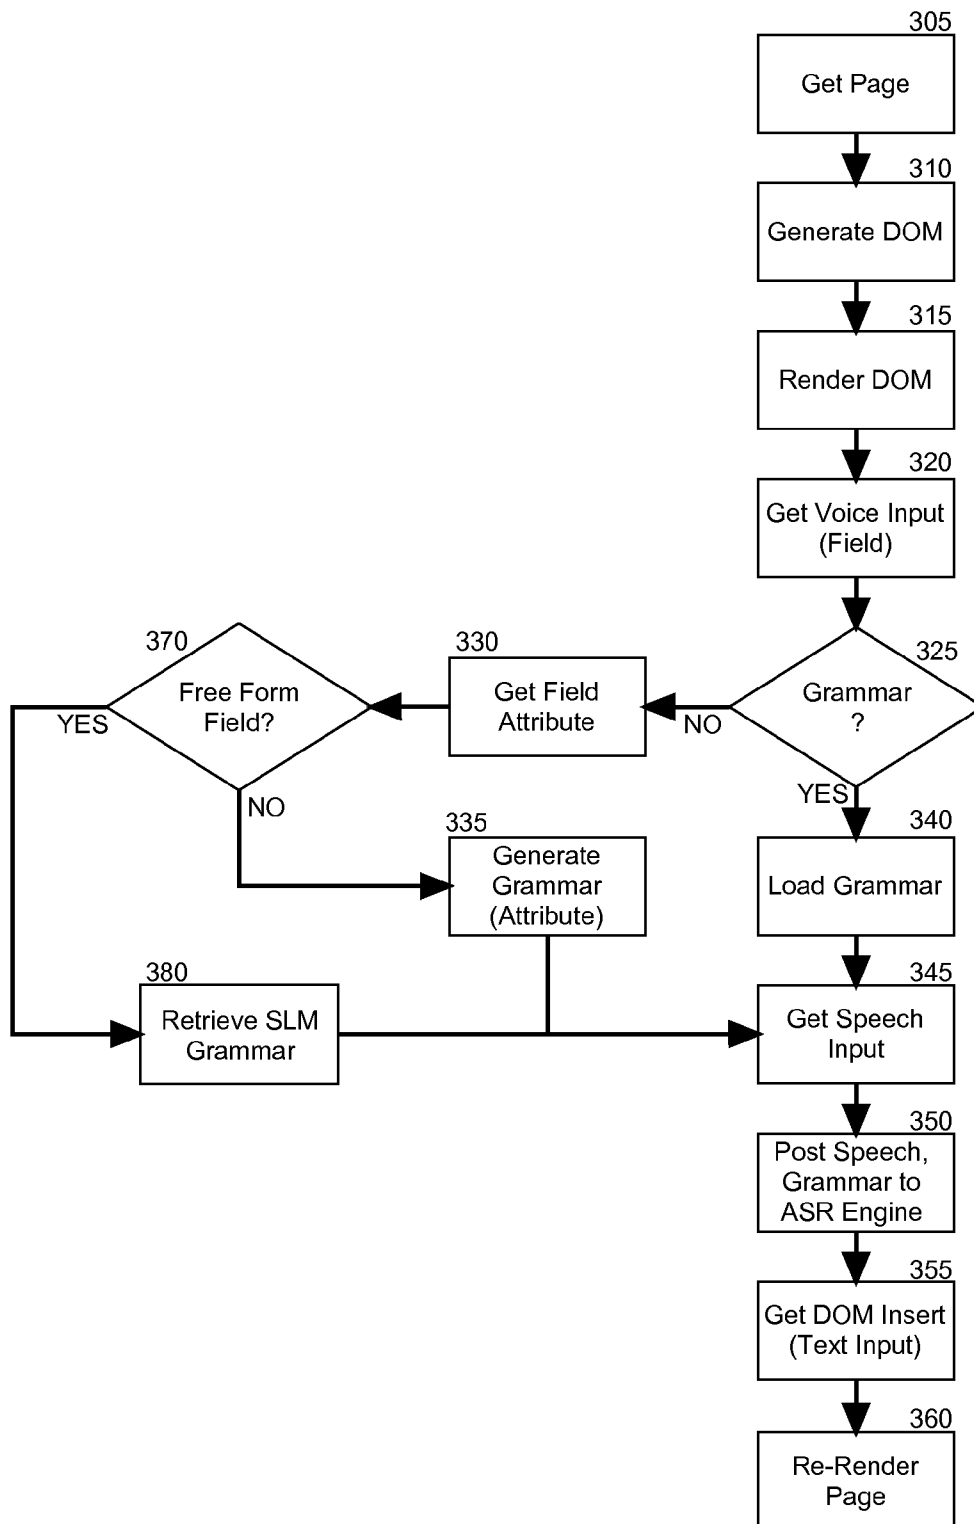 305
Get Page
310
Generate DOM
315
Render DOM
320
Get Voice Input
(Field)
325
Grammar
?
NO
YES
330
Get Field
Attribute
370
Free Form
Field?
YES
NO
335
Generate
Grammar
(Attribute)
340
Load Grammar
380
Retrieve SLM
Grammar
345
Get Speech
Input
350
Post Speech,
Grammar to
ASR Engine
355
Get DOM Insert
(Text Input)
360
Re-Render
Page